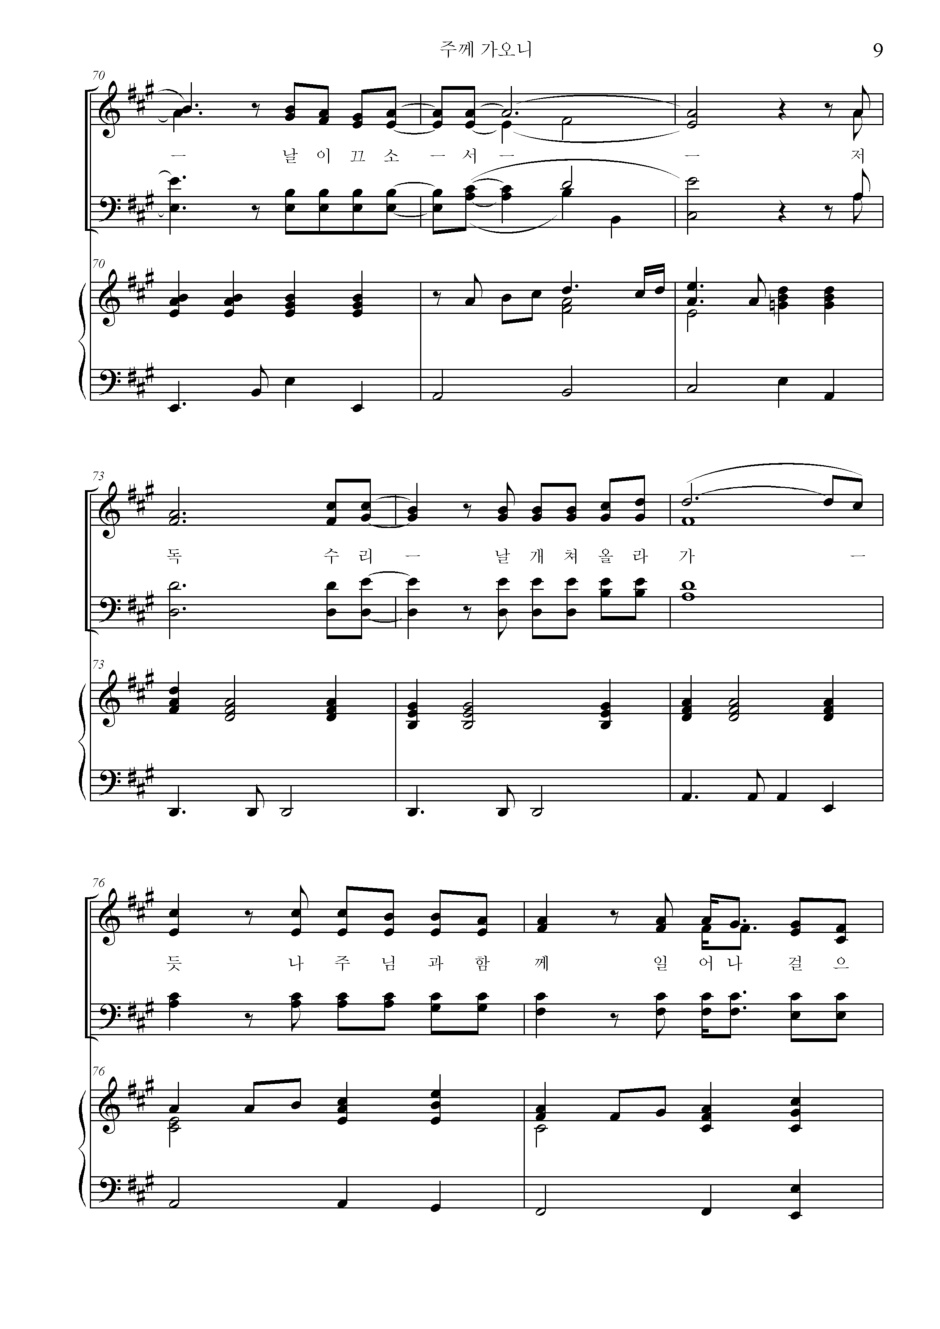 주께 가오니 9
70
ㅡ 날 이 끄 소 ㅡ 서 ㅡ ㅡ 저
70
73
독 수 리 ㅡ 날 개 쳐 올 라 가 ㅡ
73
76
듯 나 주 님 과 함 께 일 어 나 걸 으
76